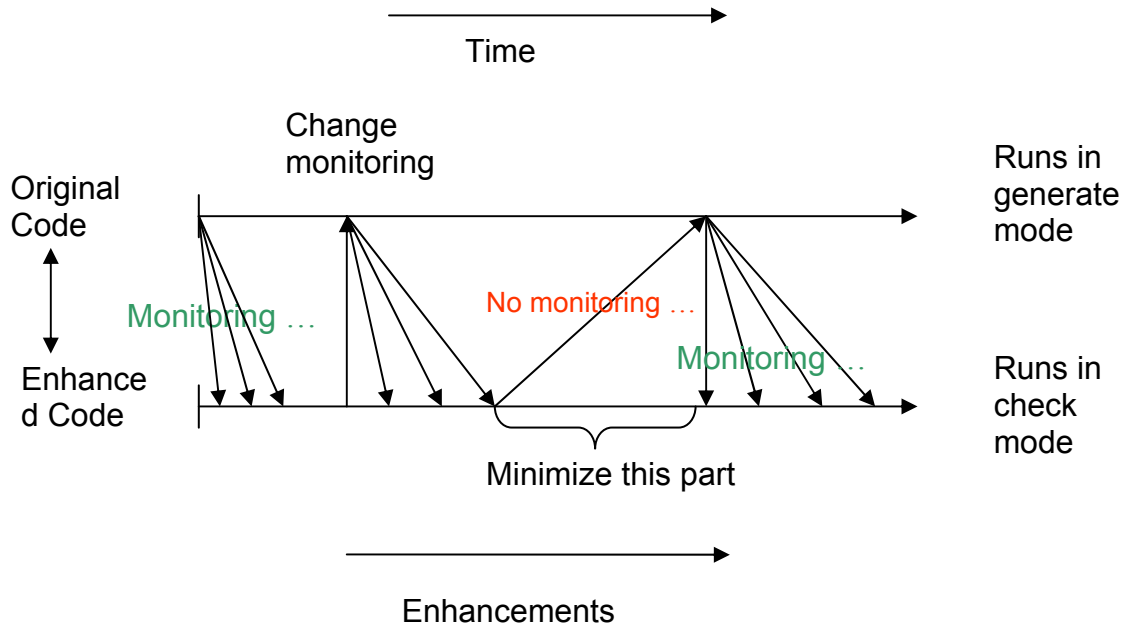 Time
Change
monitoring
Original
Code
Runs in
generate
mode
Monitoring …
No monitoring …
Monitoring …
Enhance
d Code
Runs in
check
mode
Minimize this part
Enhancements